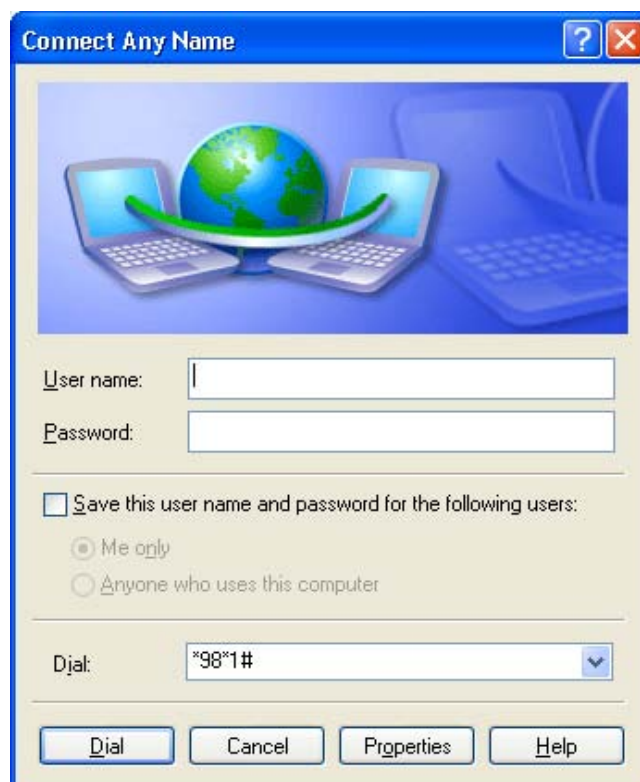 Connect Any Name
User name:
Password:
Save this user name and password for the following users:
Me only
Anyone who uses this computer
Dial: *98*1#
Dial Cancel Properties Help